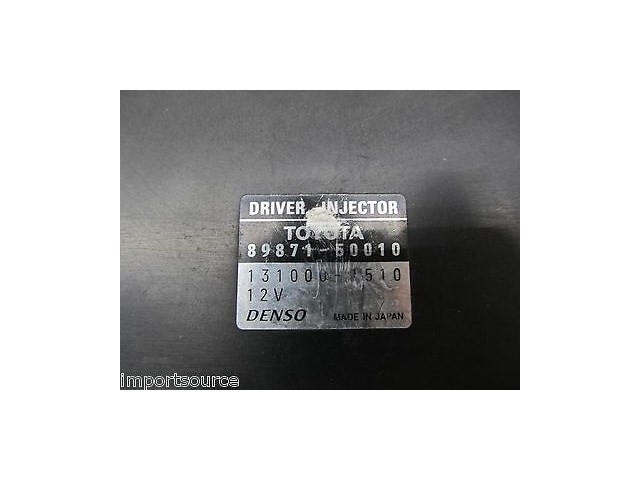 DRIVER, INJECTOR
TOYOTA
89871-50010
131000-1510
12V
DENSO MADE IN JAPAN
importsource